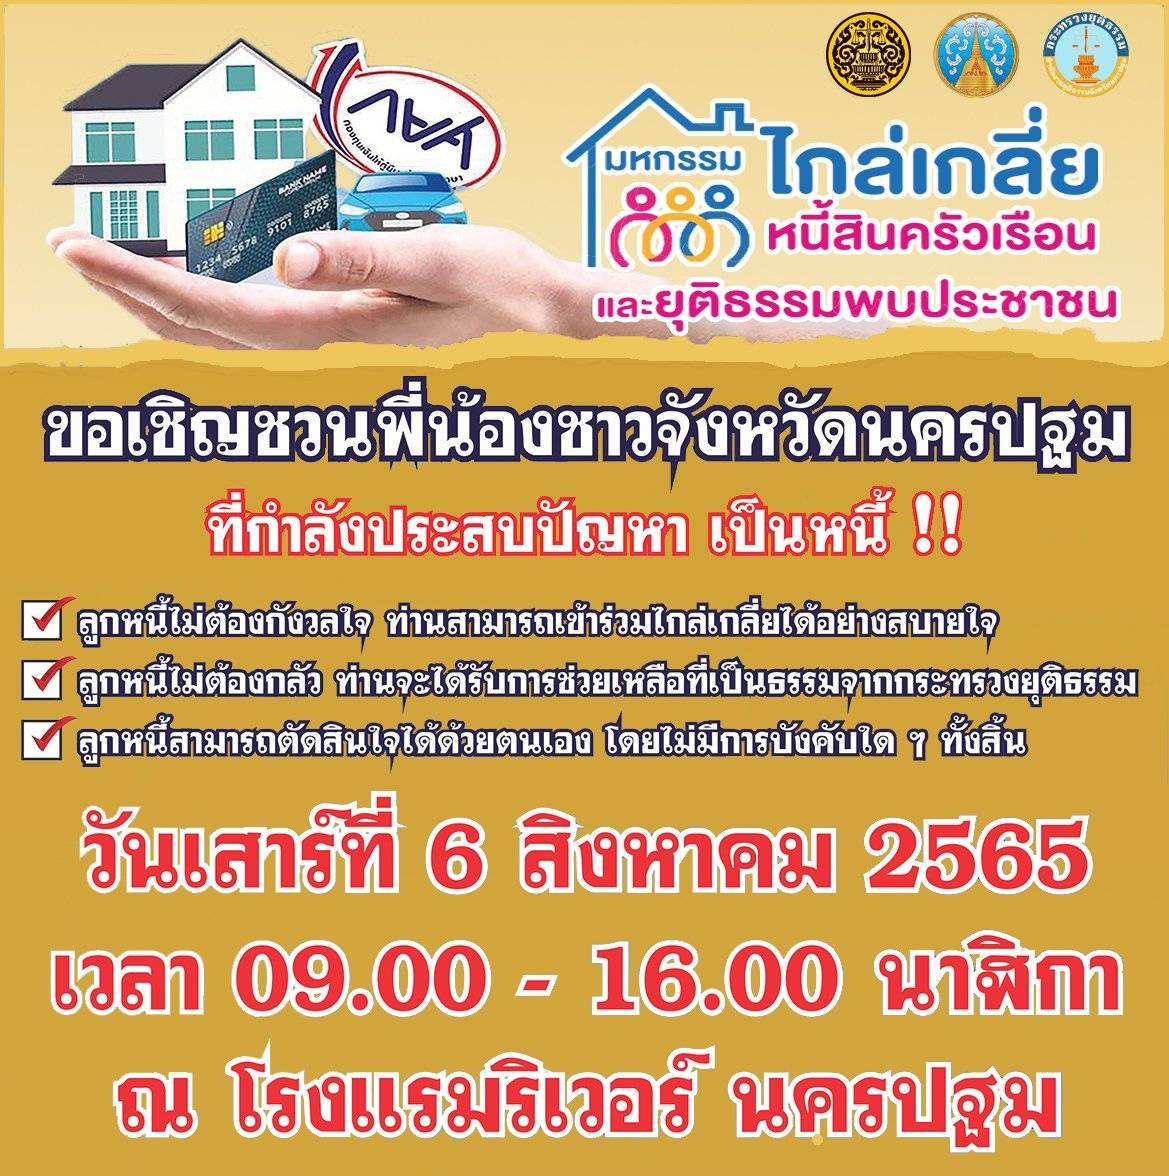 กระทรวงยุติธรรม
กยศ.
BANK NAME
1234 5678 9101 8765
มหกรรม
ไกล่เกลี่ย
หนี้สินครัวเรือน
และยุติธรรมพบประชาชน
ขอเชิญชวนพี่น้องชาวจังหวัดนครปฐม
ที่กำลังประสบปัญหา เป็นหนี้ !!
ลูกหนี้ไม่ต้องกังวลใจ ท่านสามารถเข้าร่วมไกล่เกลี่ยได้อย่างสบายใจ
ลูกหนี้ไม่ต้องกลัว ท่านจะได้รับการช่วยเหลือที่เป็นธรรมจากกระทรวงยุติธรรม
ลูกหนี้สามารถตัดสินใจได้ด้วยตนเอง โดยไม่มีการบังคับใด ๆ ทั้งสิ้น
วันเสาร์ที่ 6 สิงหาคม 2565
เวลา 09.00 - 16.00 นาฬิกา
ณ โรงแรมริเวอร์ นครปฐม